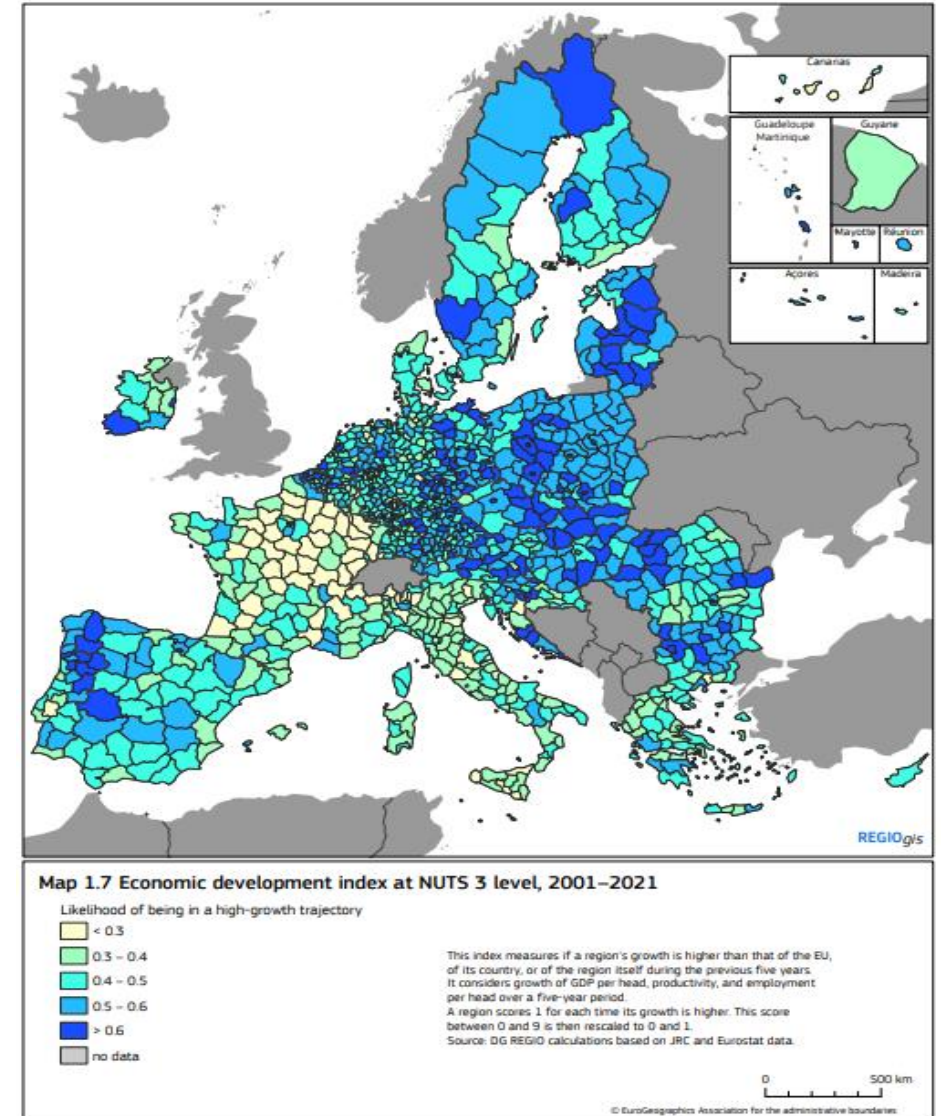 Canarias
Guadeloupe
Martinique
Guyane
Mayotte
Réunion
Açores
Madeira
REGIOgis
Map 1.7 Economic development index at NUTS 3 level, 2001–2021
Likelihood of being in a high-growth trajectory
< 0.3
0.3 – 0.4
0.4 – 0.5
0.5 – 0.6
> 0.6
no data
This index measures if a region's growth is higher than that of the EU,
of its country, or of the region itself during the previous five years.
It considers growth of GDP per head, productivity, and employment
per head over a five-year period.
A region scores 1 for each time its growth is higher. This score
between 0 and 9 is then rescaled to 0 and 1.
Source: DG REGIO calculations based on JRC and Eurostat data.
0 500 km
© EuroGeographics Association for the administrative boundaries